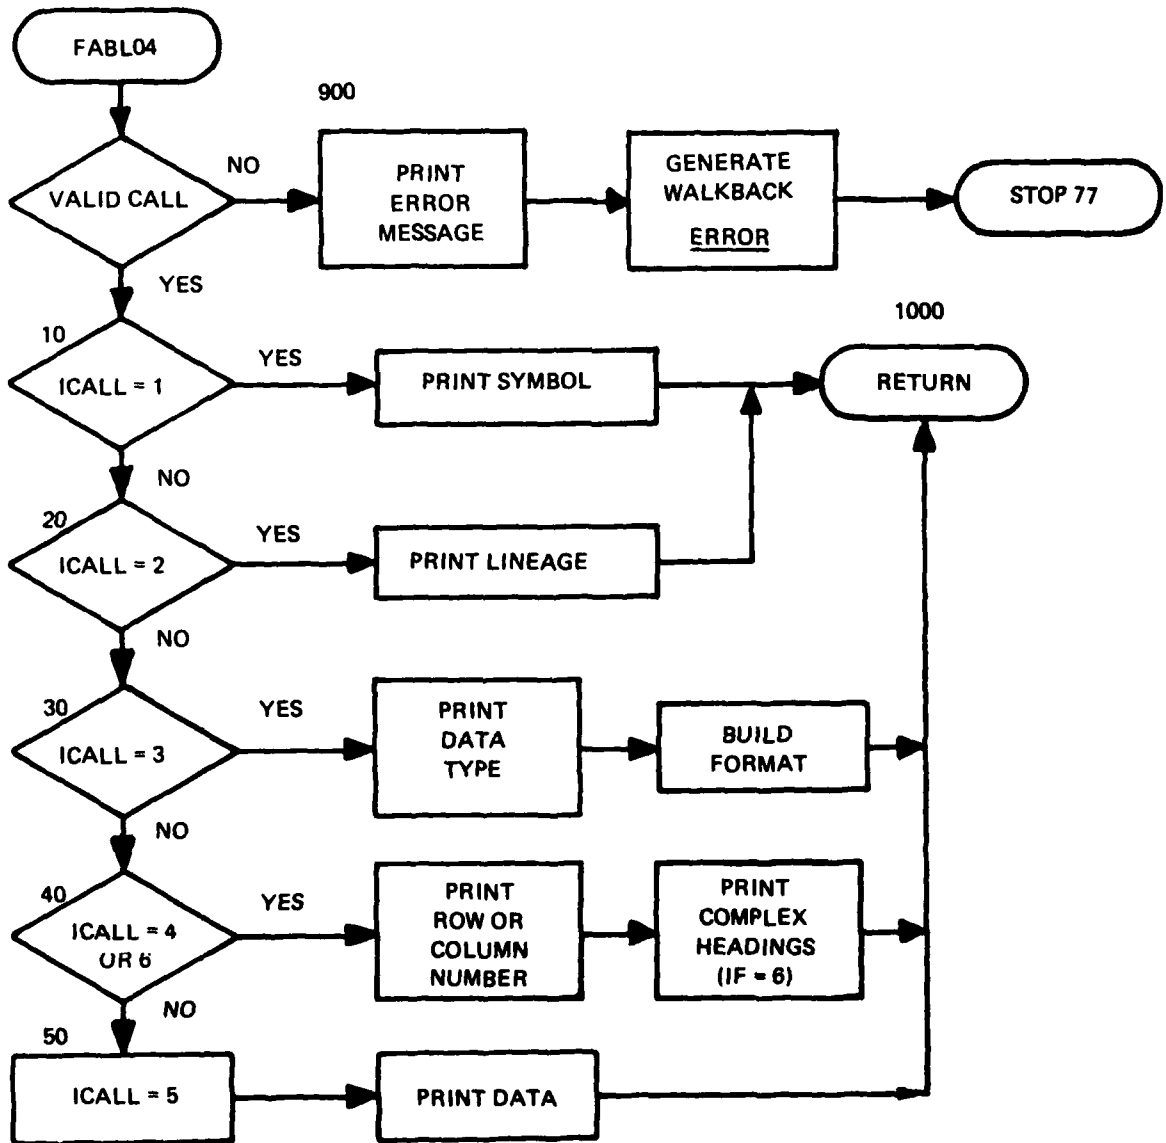 FABL04
900
VALID CALL
NO
PRINT
ERROR
MESSAGE
GENERATE
WALKBACK
ERROR
STOP 77
YES
10
ICALL = 1
YES
PRINT SYMBOL
1000
RETURN
NO
20
ICALL = 2
YES
PRINT LINEAGE
NO
30
ICALL = 3
YES
PRINT
DATA
TYPE
BUILD
FORMAT
NO
40
ICALL = 4
OR 6
YES
PRINT
ROW OR
COLUMN
NUMBER
PRINT
COMPLEX
HEADINGS
(IF = 6)
NO
50
ICALL = 5
PRINT DATA